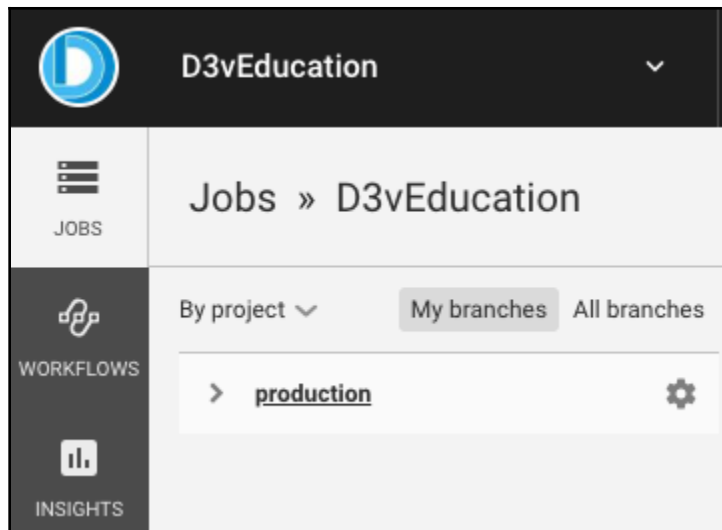 D3vEducation
JOBS
Jobs » D3vEducation
WORKFLOWS
By project
My branches All branches
production
INSIGHTS